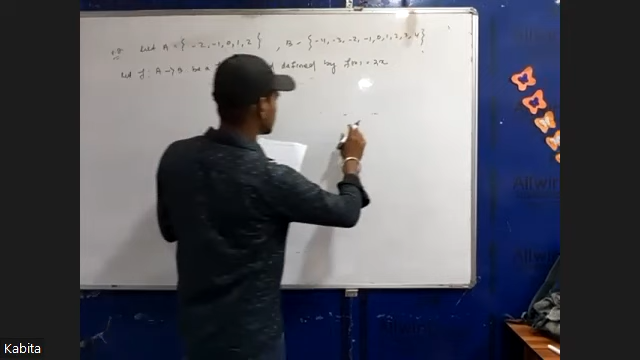 Let A = { -2, -1, 0, 1, 2 } , B = { -4, -3, -2, -1, 0, 1, 2, 3, 4 }
Let f : A → B be a defined by f(x) = 2x
Kabita